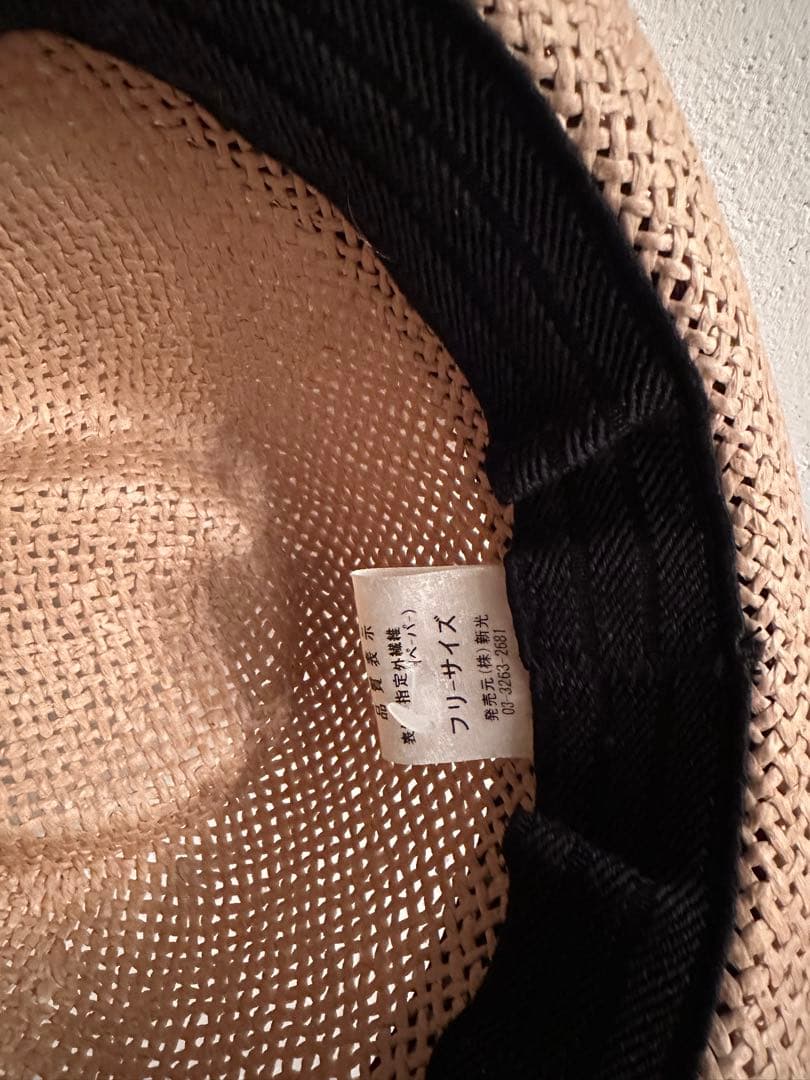 品質表示
表 指定外繊維
(ペーパー)
フリーサイズ
発売元(株)新光
03-3263-2681